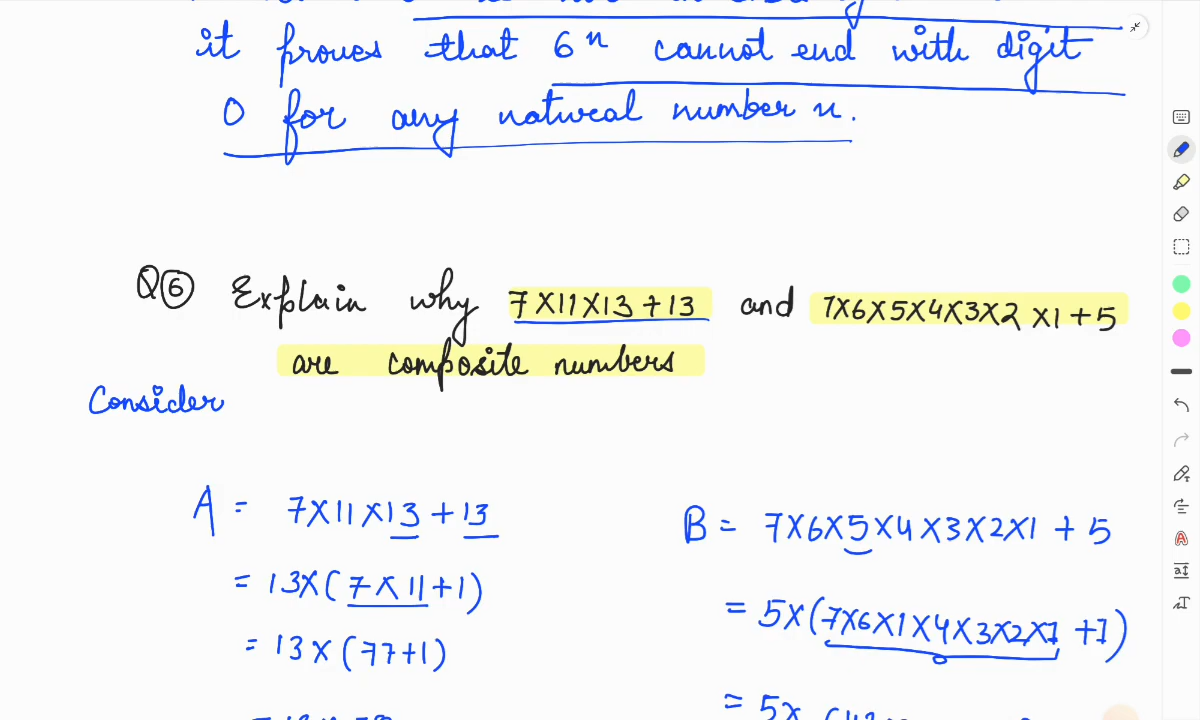 it proves that 6ⁿ cannot end with digit
0 for any natural number n.
Q⑥ Explain why 7×11×13+13 and 7×6×5×4×3×2×1+5
are composite numbers
Consider
A = 7×11×13+13
= 13×(7×11+1)
= 13×(77+1)
B = 7×6×5×4×3×2×1+5
= 5×(7×6×1×4×3×2×1+1)
= 5×